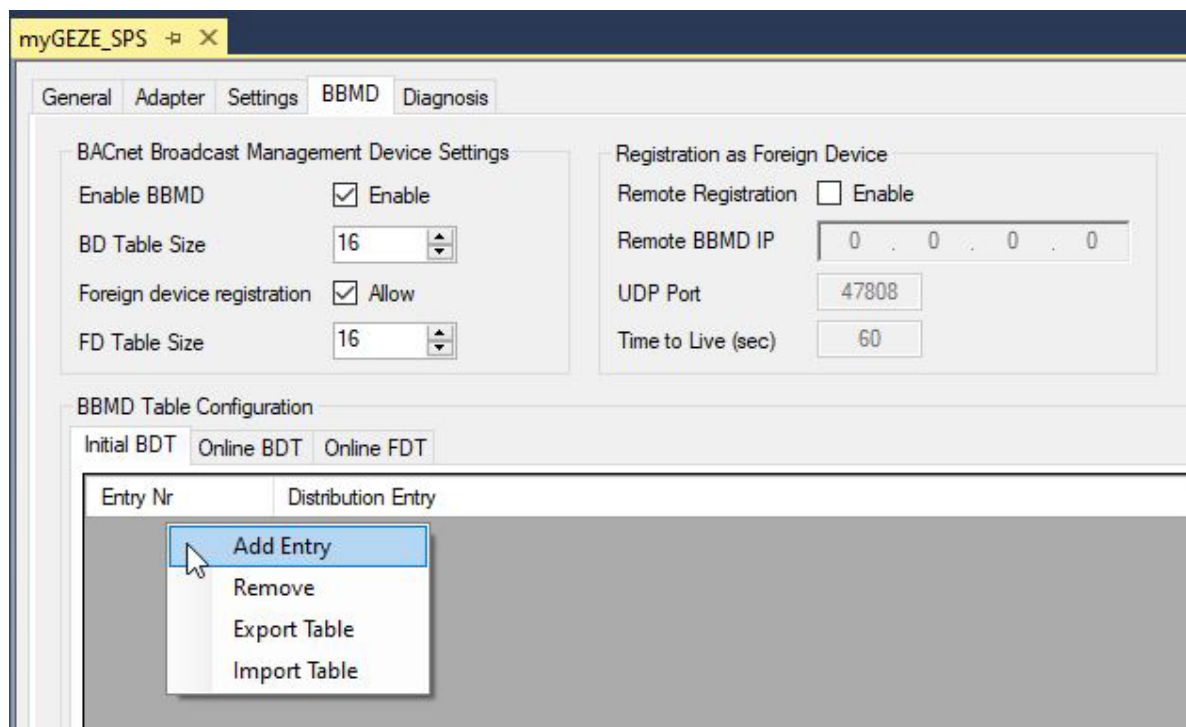 myGEZE_SPS
General Adapter Settings BBMD Diagnosis
BACnet Broadcast Management Device Settings
Enable BBMD Enable
BD Table Size 16
Foreign device registration Allow
FD Table Size 16
Registration as Foreign Device
Remote Registration Enable
Remote BBMD IP 0 . 0 . 0 . 0
UDP Port 47808
Time to Live (sec) 60
BBMD Table Configuration
Initial BDT Online BDT Online FDT
Entry Nr Distribution Entry
Add Entry
Remove
Export Table
Import Table